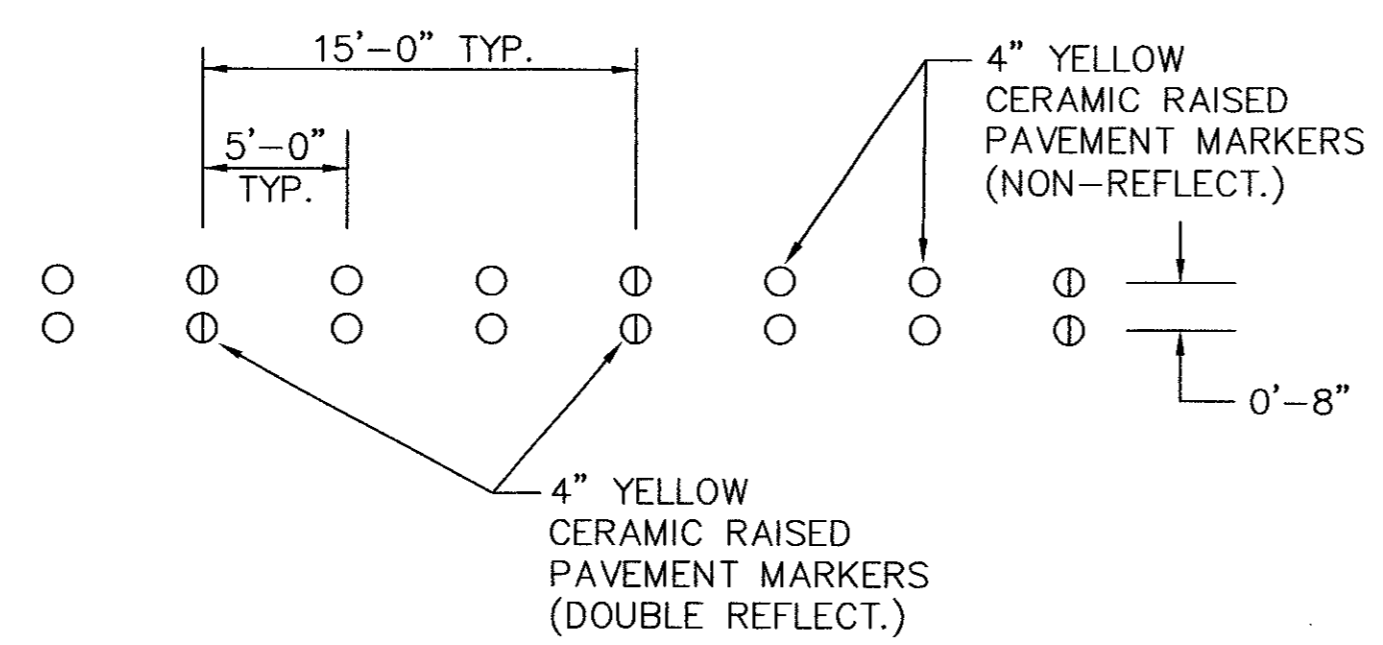 15'-0" TYP.
5'-0"
TYP.
4" YELLOW
CERAMIC RAISED
PAVEMENT MARKERS
(NON-REFLECT.)
0'-8"
4" YELLOW
CERAMIC RAISED
PAVEMENT MARKERS
(DOUBLE REFLECT.)